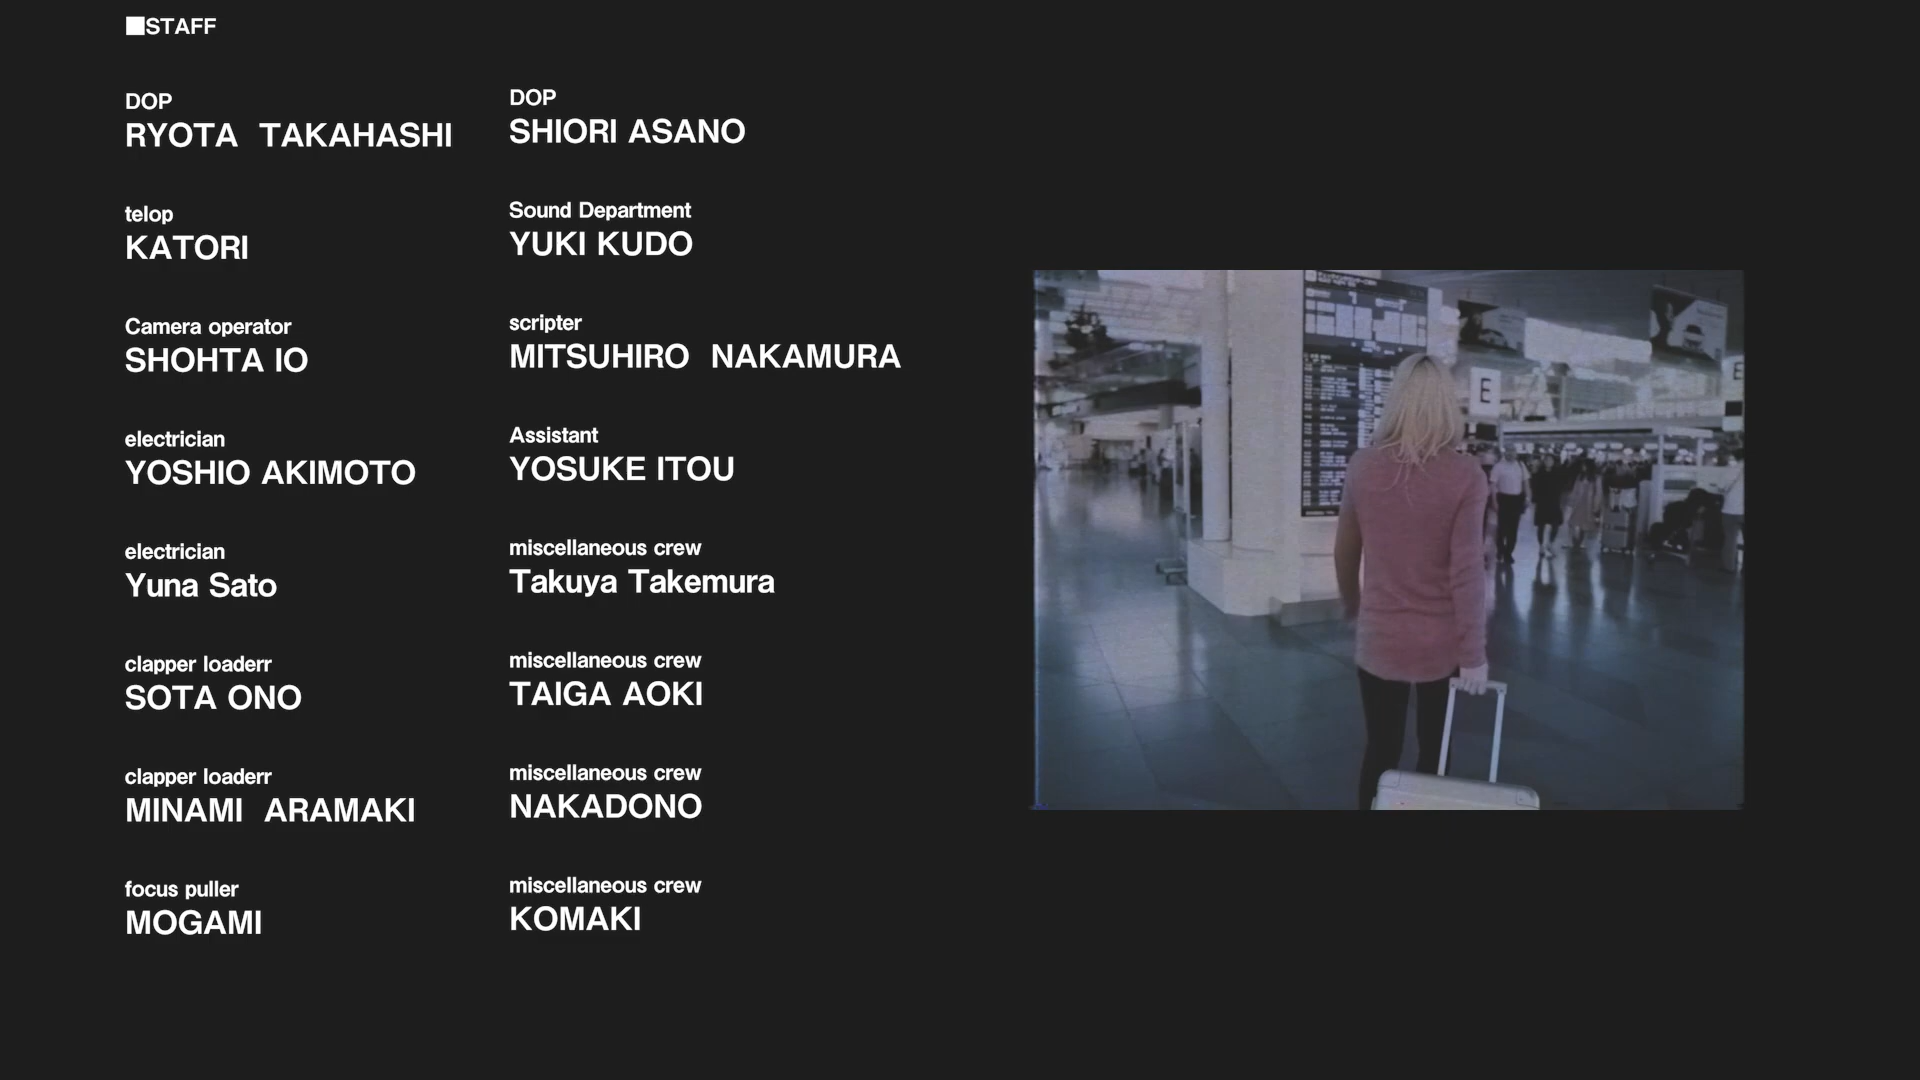 ■STAFF
DOP
RYOTA TAKAHASHI
telop
KATORI
Camera operator
SHOHTA IO
electrician
YOSHIO AKIMOTO
electrician
Yuna Sato
clapper loaderr
SOTA ONO
clapper loaderr
MINAMI ARAMAKI
focus puller
MOGAMI
DOP
SHIORI ASANO
Sound Department
YUKI KUDO
scripter
MITSUHIRO NAKAMURA
Assistant
YOSUKE ITOU
miscellaneous crew
Takuya Takemura
miscellaneous crew
TAIGA AOKI
miscellaneous crew
NAKADONO
miscellaneous crew
KOMAKI
E
E